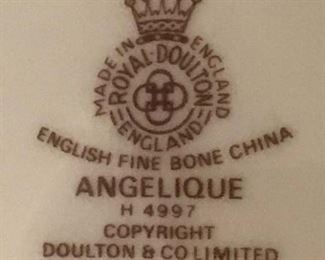 MADE IN ENGLAND
ROYAL·DOULTON
ENGLAND
ENGLISH FINE BONE CHINA
ANGELIQUE
H 4997
COPYRIGHT
DOULTON & CO LIMITED